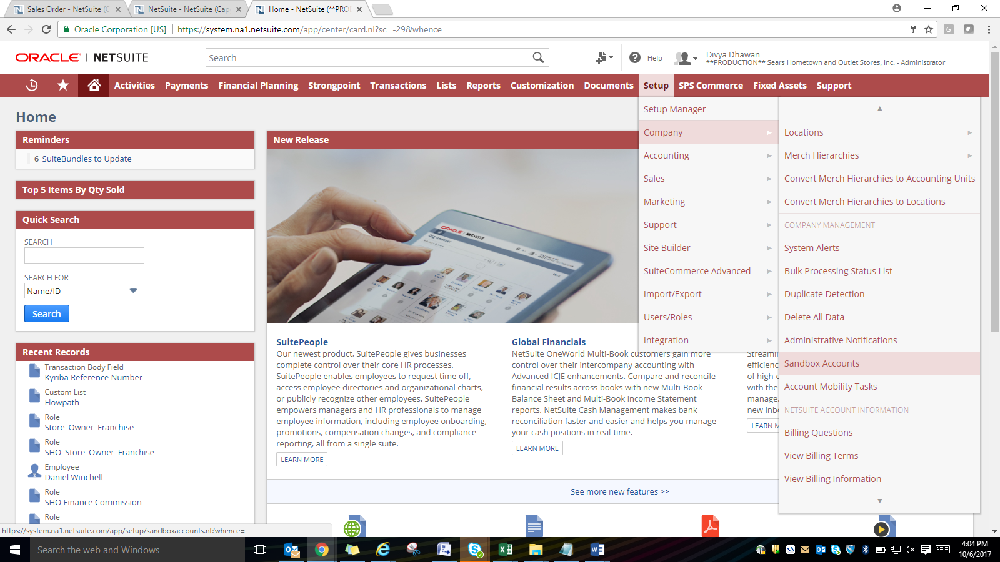 Sales Order - NetSuite (C
NetSuite - NetSuite (Cap
Home - NetSuite (**PRO
Oracle Corporation [US]
https://system.na1.netsuite.com/app/center/card.nl?sc=-29&whence=
ORACLE | NETSUITE
Search
Help
Divya Dhawan
**PRODUCTION** Sears Hometown and Outlet Stores, Inc. - Administrator
Activities
Payments
Financial Planning
Strongpoint
Transactions
Lists
Reports
Customization
Documents
Setup
SPS Commerce
Fixed Assets
Support
Home
Reminders
6 SuiteBundles to Update
Top 5 Items By Qty Sold
Quick Search
SEARCH
SEARCH FOR
Name/ID
Search
Recent Records
Transaction Body Field
Kyriba Reference Number
Custom List
Flowpath
Role
Store_Owner_Franchise
Role
SHO_Store_Owner_Franchise
Employee
Daniel Winchell
Role
SHO Finance Commission
Role
New Release
ORACLE NETSUITE
Org Browser
SuitePeople
Our newest product, SuitePeople gives businesses
complete control over their core HR processes.
SuitePeople enables employees to request time off,
access employee directories and organizational charts,
or publicly recognize other employees. SuitePeople
empowers managers and HR professionals to manage
employee information, including employee onboarding,
promotions, compensation changes, and compliance
reporting, all from a single suite.
LEARN MORE
Global Financials
NetSuite OneWorld Multi-Book customers gain more
control over their intercompany accounting with
Advanced ICJE enhancements. Compare and reconcile
financial results across books with new Multi-Book
Balance Sheet and Multi-Book Income Statement
reports. NetSuite Cash Management makes bank
reconciliation faster and easier and helps you manage
your cash positions in real-time.
LEARN MORE
Streamli
efficienc
of high-c
with the
manage,
new Inbo
LEARN M
See more new features >>
Setup Manager
Company
Accounting
Sales
Marketing
Support
Site Builder
SuiteCommerce Advanced
Import/Export
Users/Roles
Integration
Locations
Merch Hierarchies
Convert Merch Hierarchies to Accounting Units
Convert Merch Hierarchies to Locations
COMPANY MANAGEMENT
System Alerts
Bulk Processing Status List
Duplicate Detection
Delete All Data
Administrative Notifications
Sandbox Accounts
Account Mobility Tasks
NETSUITE ACCOUNT INFORMATION
Billing Questions
View Billing Terms
View Billing Information
https://system.na1.netsuite.com/app/setup/sandboxaccounts.nl?whence=
Search the web and Windows
4:04 PM
10/6/2017